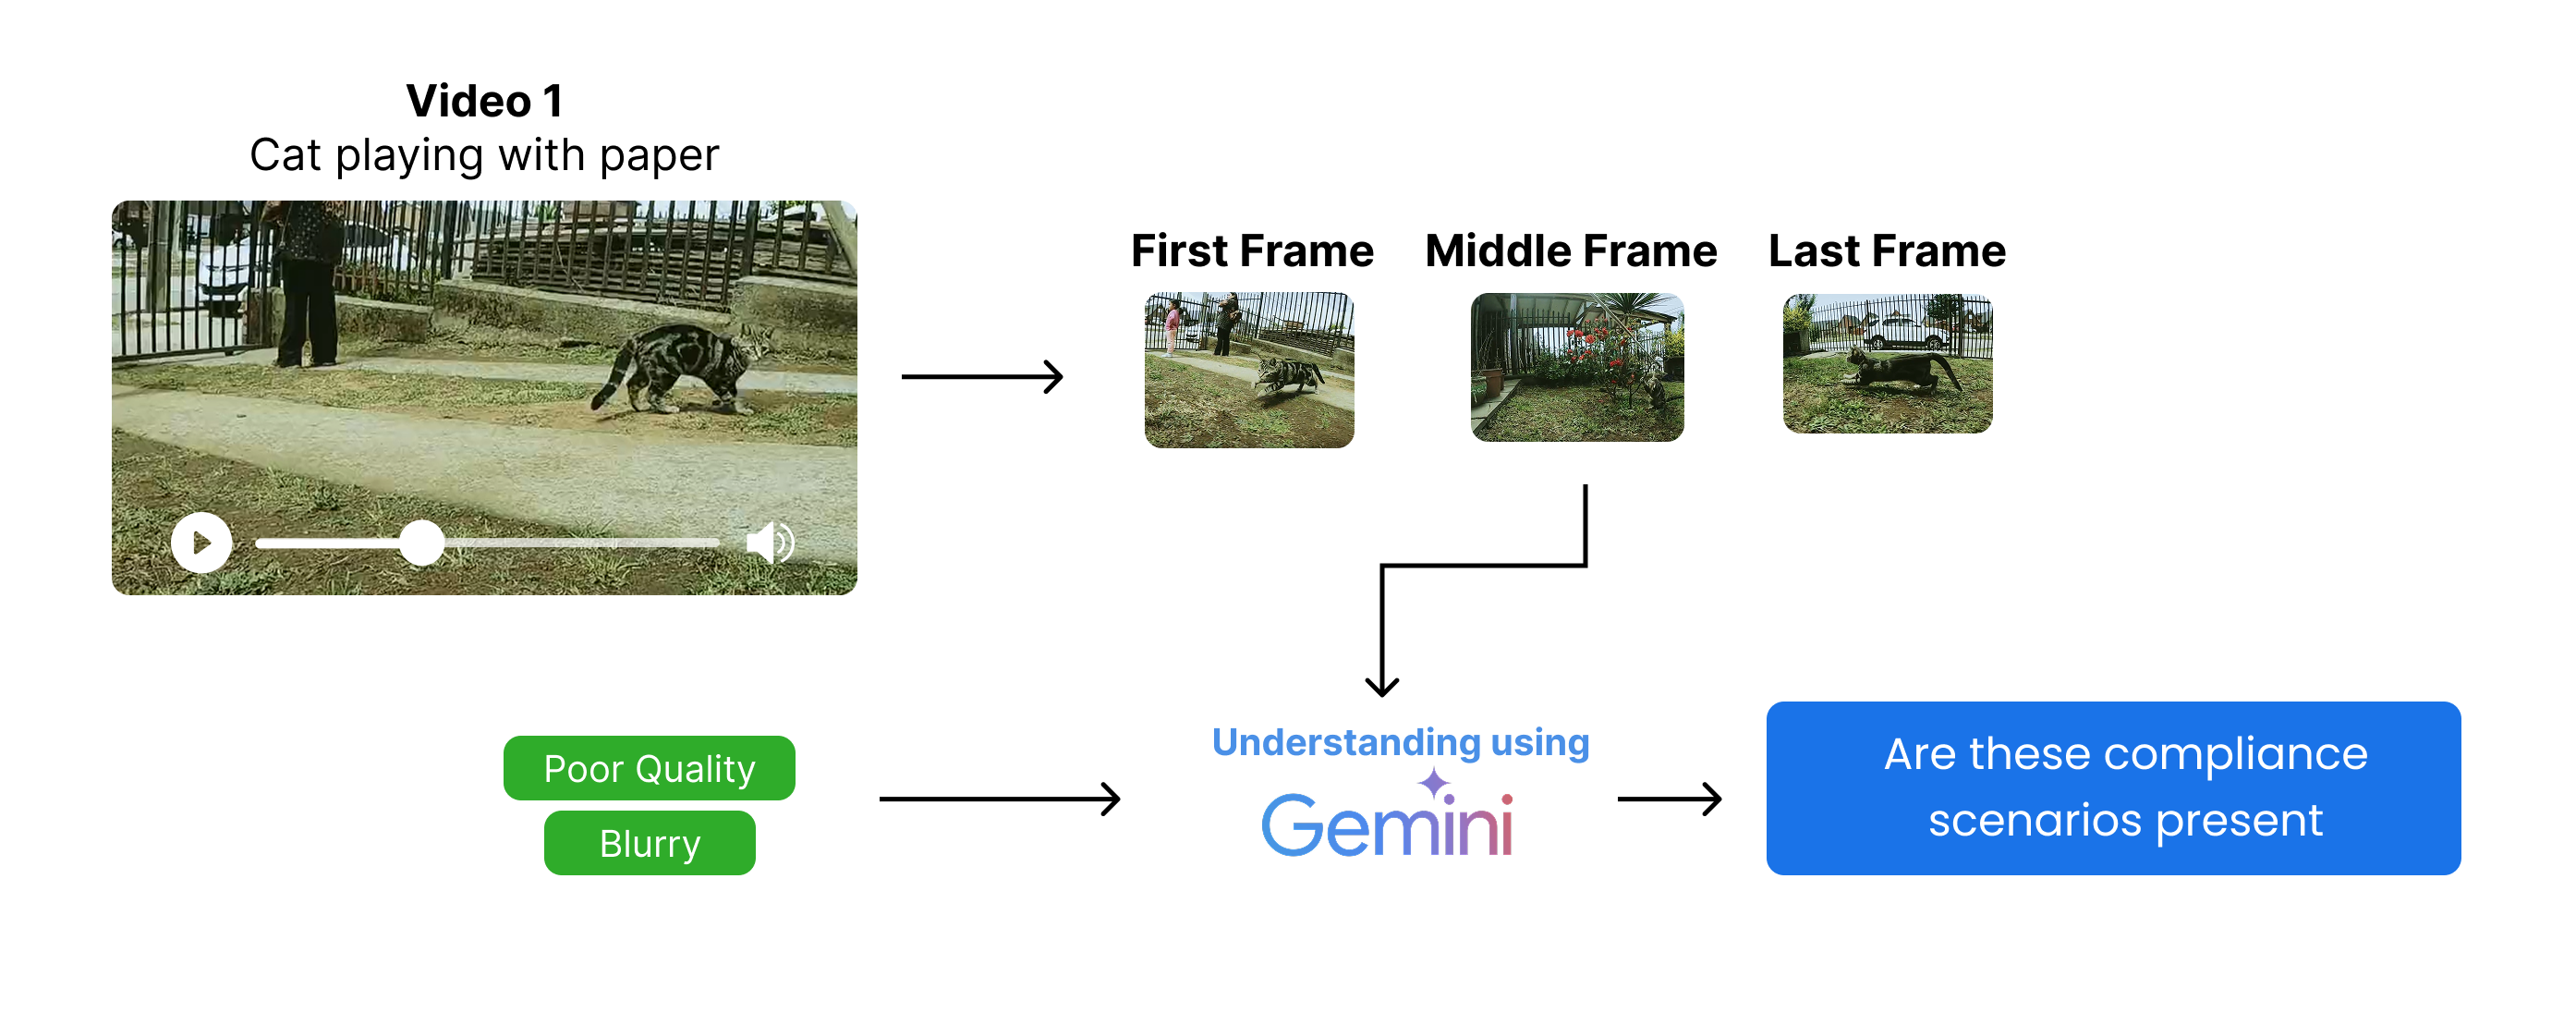 Video 1
Cat playing with paper
First Frame
Middle Frame
Last Frame
Poor Quality
Blurry
Understanding using
Gemini
Are these compliance
scenarios present